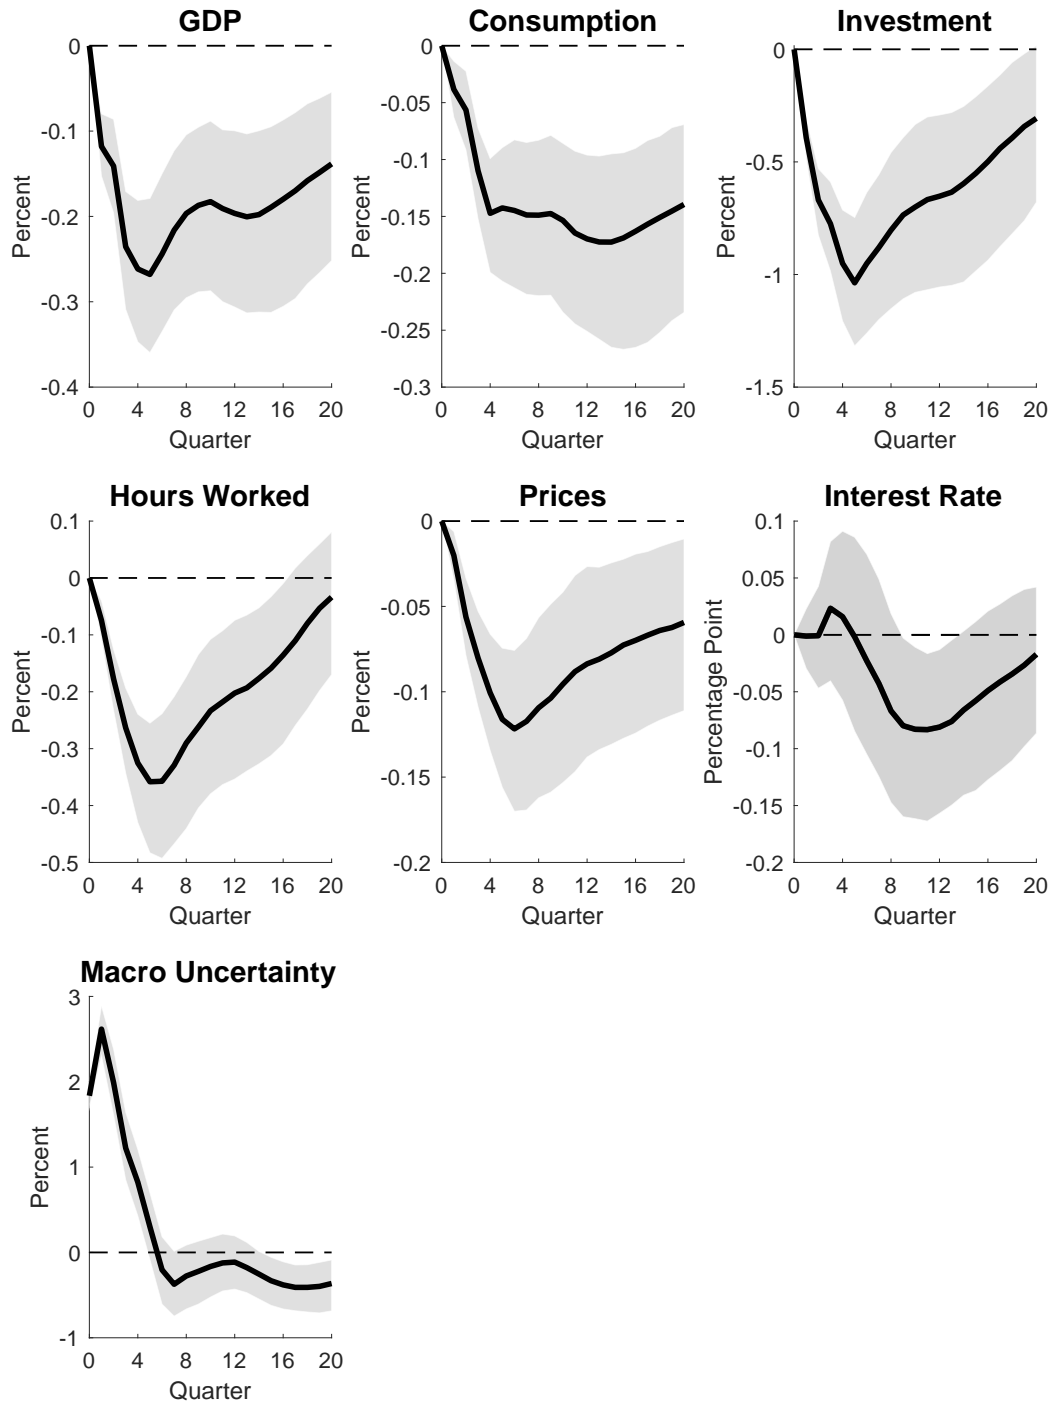 GDP
0
-0.1
-0.2
-0.3
-0.4
Percent
0 4 8 12 16 20
Quarter
Consumption
0
-0.05
-0.1
-0.15
-0.2
-0.25
-0.3
Percent
0 4 8 12 16 20
Quarter
Investment
0
-0.5
-1
-1.5
Percent
0 4 8 12 16 20
Quarter
Hours Worked
0.1
0
-0.1
-0.2
-0.3
-0.4
-0.5
Percent
0 4 8 12 16 20
Quarter
Prices
0
-0.05
-0.1
-0.15
-0.2
Percent
0 4 8 12 16 20
Quarter
Interest Rate
0.1
0.05
0
-0.05
-0.1
-0.15
-0.2
Percentage Point
0 4 8 12 16 20
Quarter
Macro Uncertainty
3
2
1
0
-1
Percent
0 4 8 12 16 20
Quarter